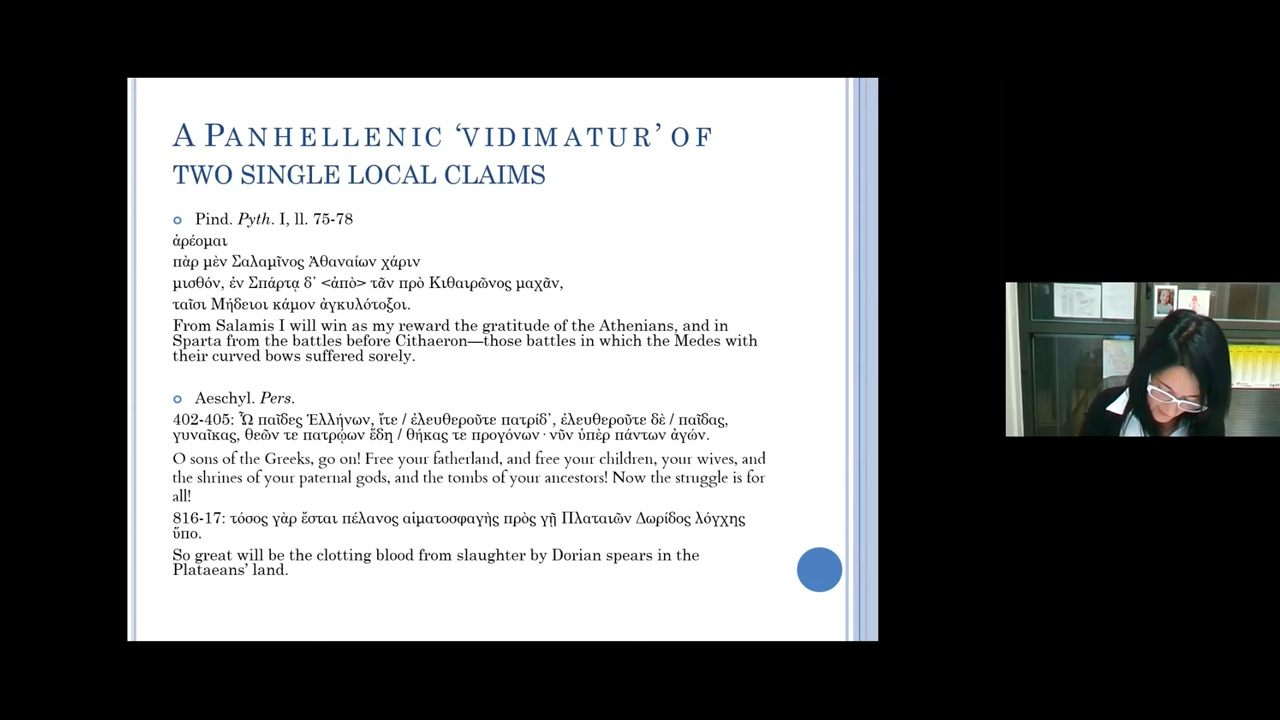 A PANHELLENIC ‘VIDIMATUR’ OF
TWO SINGLE LOCAL CLAIMS
Pind. Pyth. I, ll. 75-78
ἀρέομαι
πὰρ μὲν Σαλαμῖνος Ἀθαναίων χάριν
μισθόν, ἐν Σπάρτᾳ δ’ <ἀπὸ> τᾶν πρὸ Κιθαιρῶνος μαχᾶν,
ταῖσι Μήδειοι κάμον ἀγκυλότοξοι.
From Salamis I will win as my reward the gratitude of the Athenians, and in
Sparta from the battles before Cithaeron—those battles in which the Medes with
their curved bows suffered sorely.
Aeschyl. Pers.
402-405: Ὦ παῖδες Ἑλλήνων, ἴτε / ἐλευθεροῦτε πατρίδ’, ἐλευθεροῦτε δὲ / παῖδας,
γυναῖκας, θεῶν τε πατρῴων ἕδη / θήκας τε προγόνων· νῦν ὑπὲρ πάντων ἀγών.
O sons of the Greeks, go on! Free your fatherland, and free your children, your wives, and
the shrines of your paternal gods, and the tombs of your ancestors! Now the struggle is for
all!
816-17: τόσος γὰρ ἔσται πέλανος αἱματοσφαγὴς πρὸς γῇ Πλαταιῶν Δωρίδος λόγχης
ὕπο.
So great will be the clotting blood from slaughter by Dorian spears in the
Plataeans’ land.